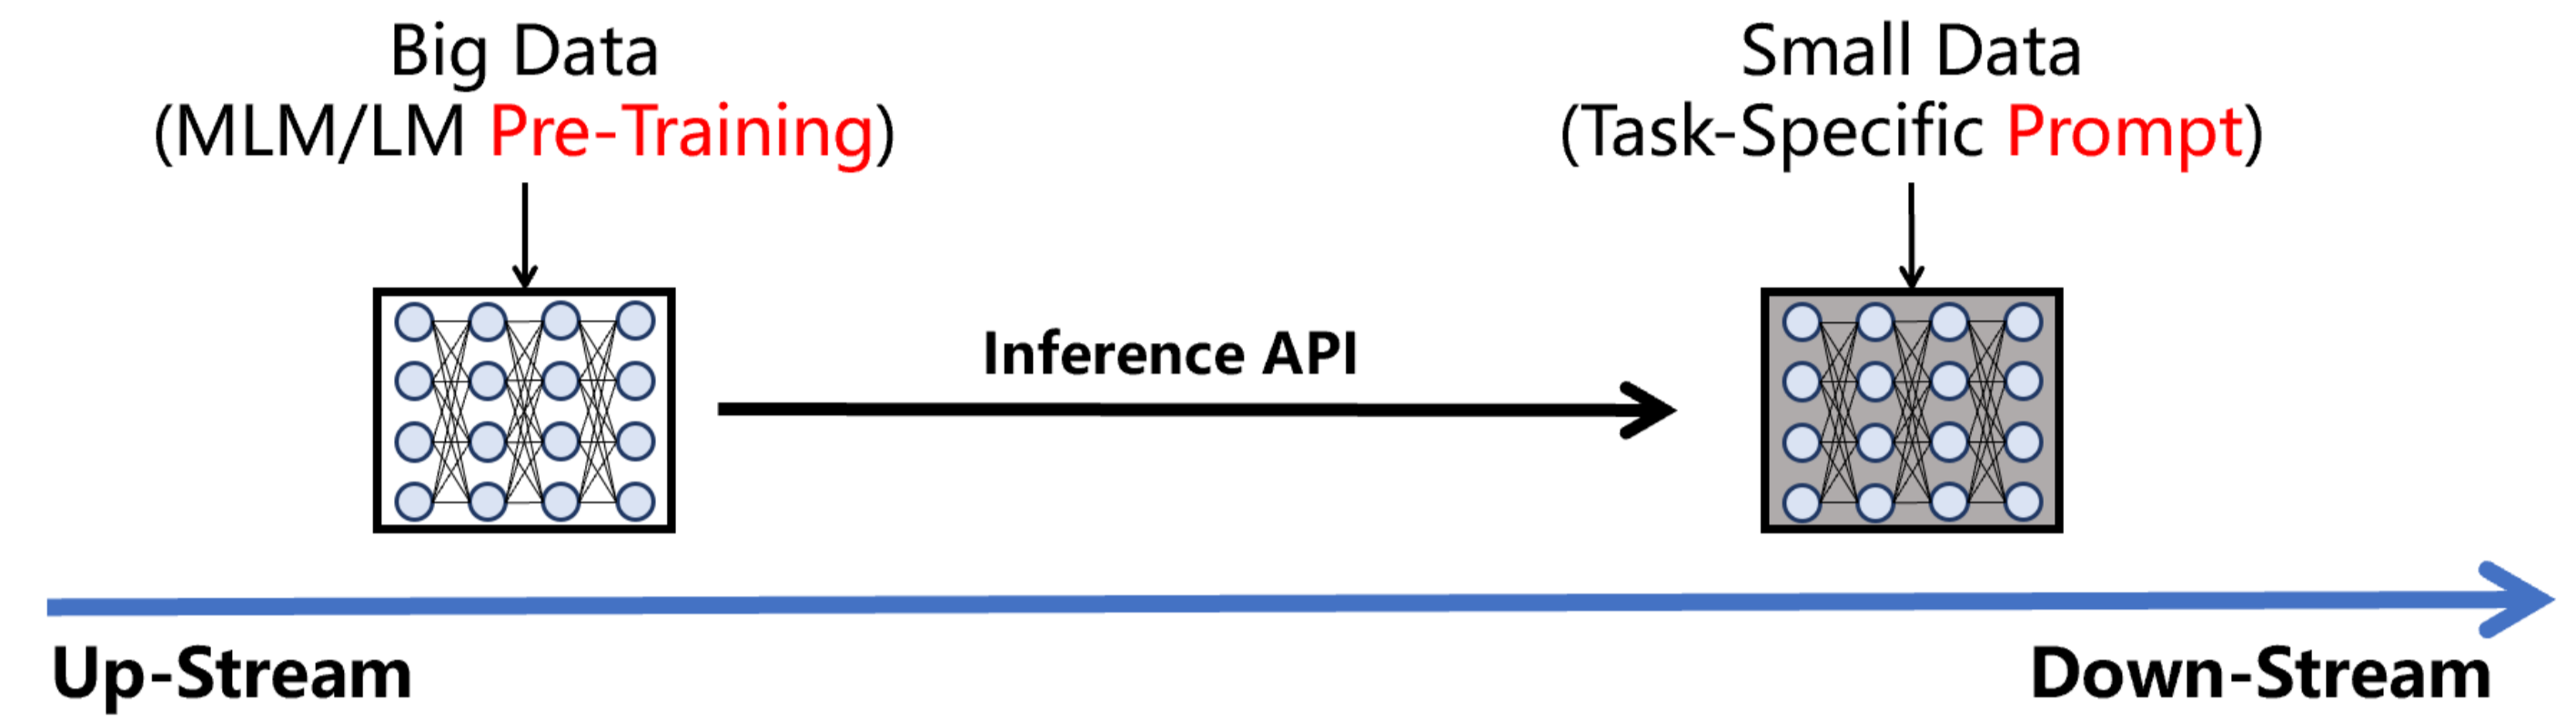 Big Data
(MLM/LM Pre-Training)
Small Data
(Task-Specific Prompt)
Inference API
Up-Stream
Down-Stream